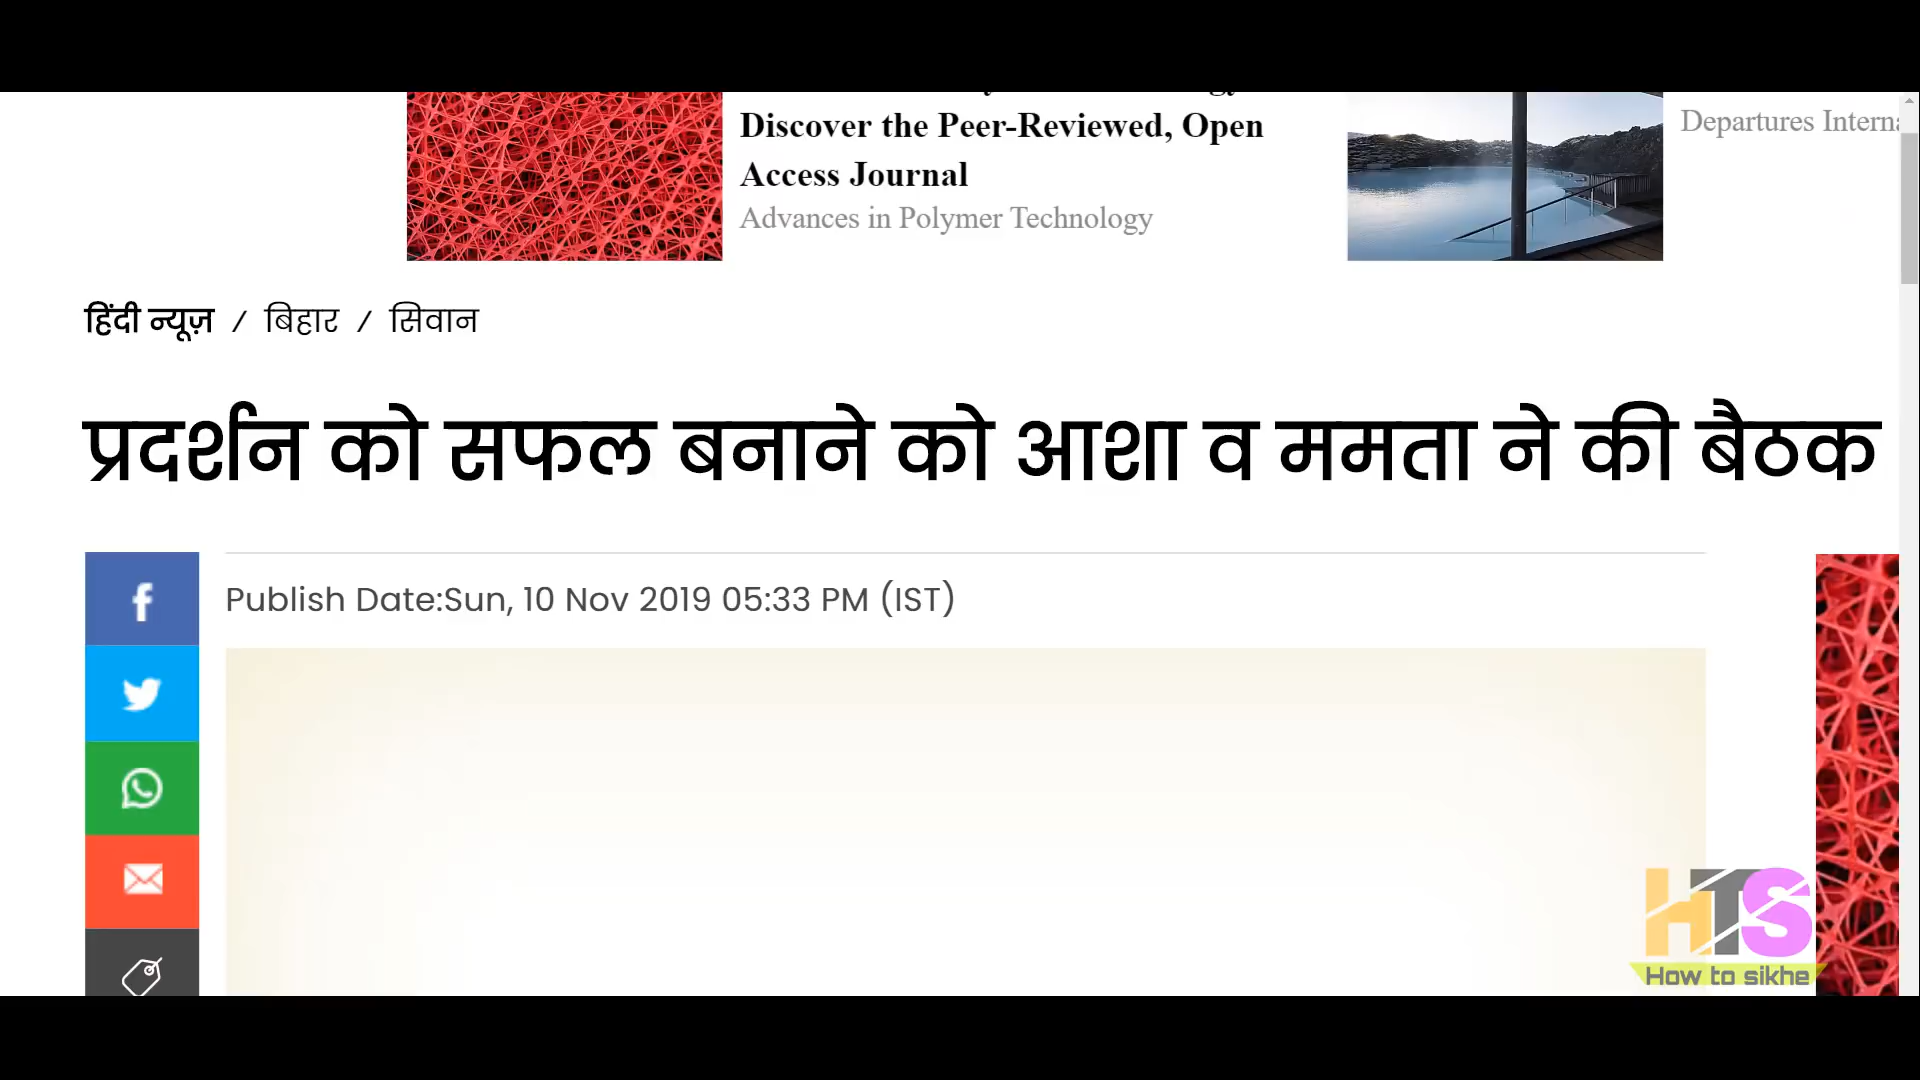 Discover the Peer-Reviewed, Open
Access Journal
Advances in Polymer Technology
Departures
हिंदी न्यूज़ / बिहार / सिवान
प्रदर्शन को सफल बनाने को आशा व ममता ने की बैठक
Publish Date:Sun, 10 Nov 2019 05:33 PM (IST)
HTS
How to sikhe